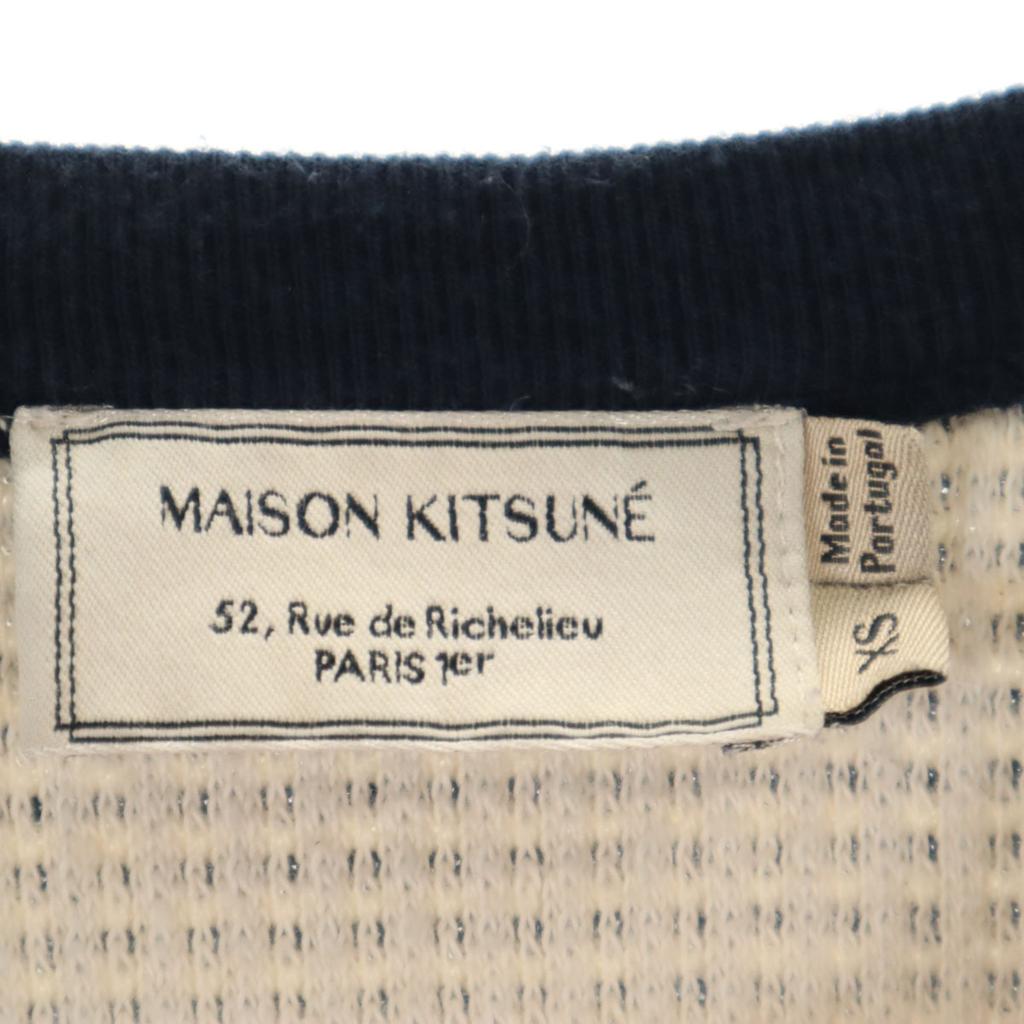 MAISON KITSUNÉ
52, Rue de Richelieu
PARIS 1er
Made in
Portugal
XS